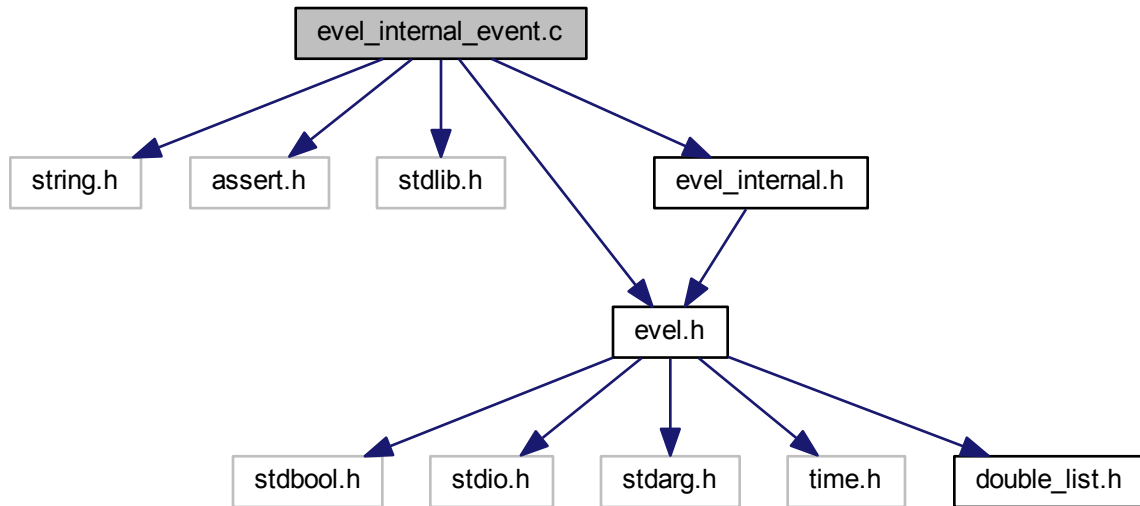 evel_internal_event.c
string.h
assert.h
stdlib.h
evel_internal.h
evel.h
stdbool.h
stdio.h
stdarg.h
time.h
double_list.h